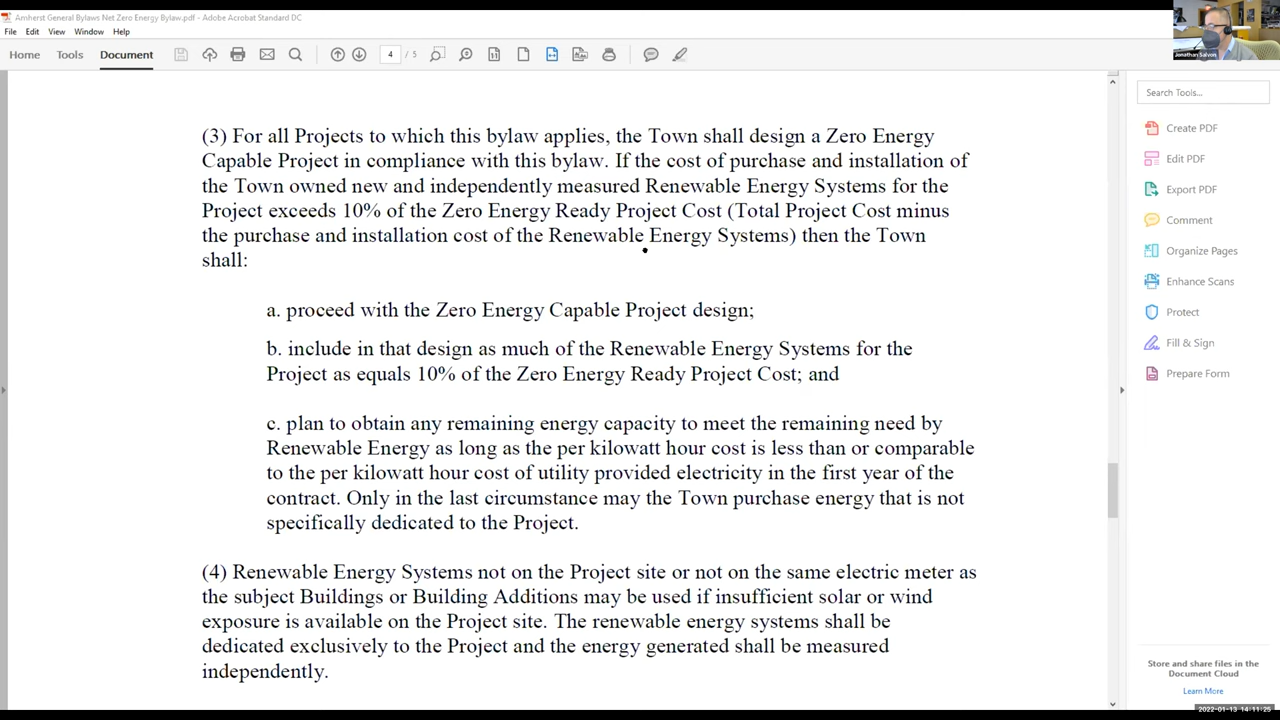 Amherst General Bylaws Net Zero Energy Bylaw.pdf - Adobe Acrobat Standard DC
File Edit View Window Help
Home Tools Document 4 / 5
Jonathan Salvon
(3) For all Projects to which this bylaw applies, the Town shall design a Zero Energy
Capable Project in compliance with this bylaw. If the cost of purchase and installation of
the Town owned new and independently measured Renewable Energy Systems for the
Project exceeds 10% of the Zero Energy Ready Project Cost (Total Project Cost minus
the purchase and installation cost of the Renewable Energy Systems) then the Town
shall:
a. proceed with the Zero Energy Capable Project design;
b. include in that design as much of the Renewable Energy Systems for the
Project as equals 10% of the Zero Energy Ready Project Cost; and
c. plan to obtain any remaining energy capacity to meet the remaining need by
Renewable Energy as long as the per kilowatt hour cost is less than or comparable
to the per kilowatt hour cost of utility provided electricity in the first year of the
contract. Only in the last circumstance may the Town purchase energy that is not
specifically dedicated to the Project.
(4) Renewable Energy Systems not on the Project site or not on the same electric meter as
the subject Buildings or Building Additions may be used if insufficient solar or wind
exposure is available on the Project site. The renewable energy systems shall be
dedicated exclusively to the Project and the energy generated shall be measured
independently.
Search Tools...
Create PDF
Edit PDF
Export PDF
Comment
Organize Pages
Enhance Scans
Protect
Fill & Sign
Prepare Form
Store and share files in the
Document Cloud
Learn More
2022-01-13 14:11:25